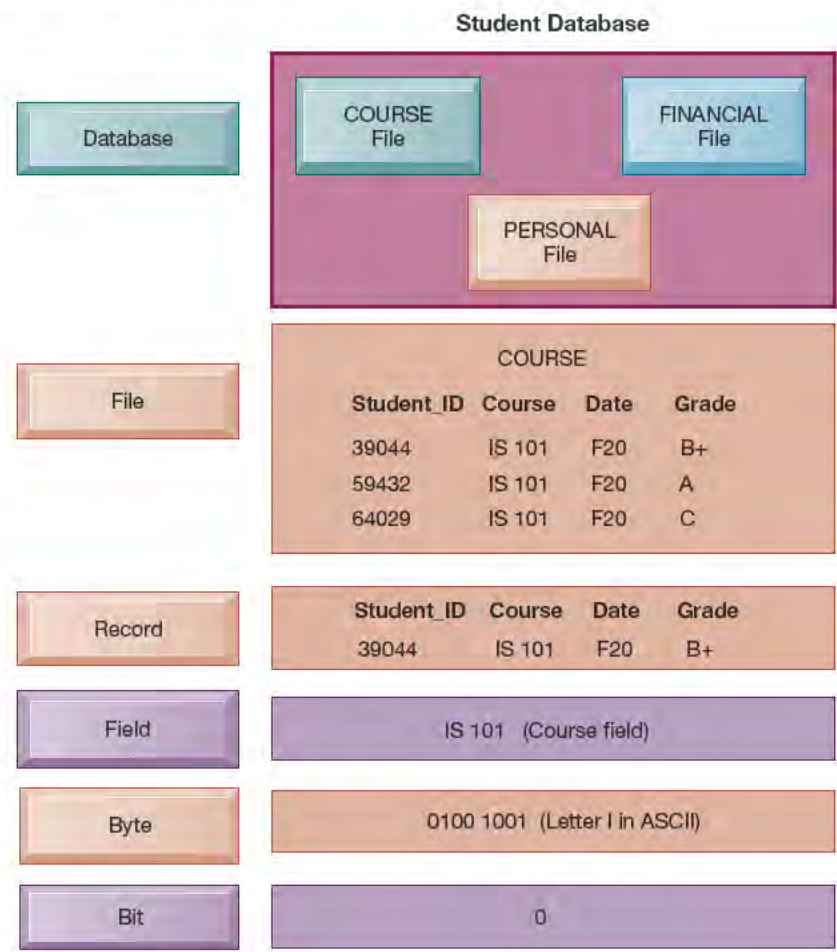 Student Database
Database
COURSE
File
FINANCIAL
File
PERSONAL
File
File
COURSE
Student_ID Course Date Grade
39044 IS 101 F20 B+
59432 IS 101 F20 A
64029 IS 101 F20 C
Record
Student_ID Course Date Grade
39044 IS 101 F20 B+
Field
IS 101 (Course field)
Byte
0100 1001 (Letter I in ASCII)
Bit
0